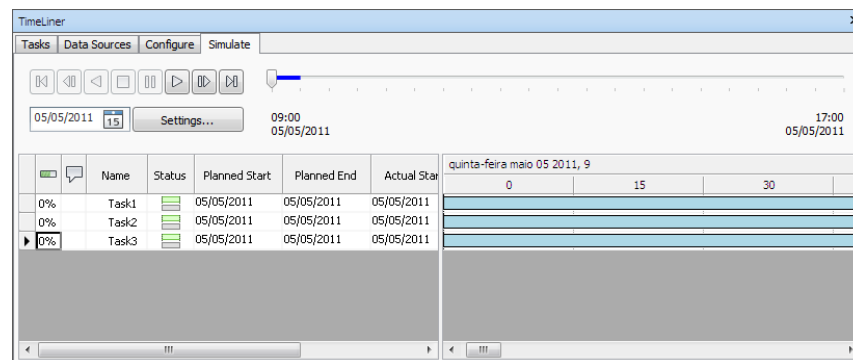 TimeLiner
Tasks Data Sources Configure Simulate
05/05/2011 15 Settings...
09:00 17:00
05/05/2011 05/05/2011
quinta-feira maio 05 2011, 9
Name Status Planned Start Planned End Actual Star
0 15 30
0% Task1 05/05/2011 05/05/2011 05/05/2011
0% Task2 05/05/2011 05/05/2011 05/05/2011
0% Task3 05/05/2011 05/05/2011 05/05/2011